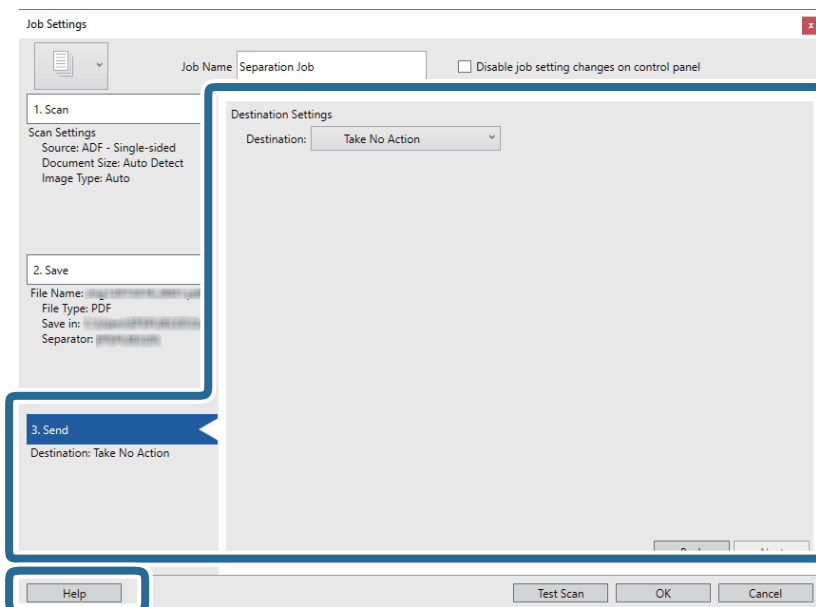 Job Settings
x
Job Name Separation Job Disable job setting changes on control panel
1. Scan
Scan Settings
Source: ADF - Single-sided
Document Size: Auto Detect
Image Type: Auto
2. Save
File Name:
File Type: PDF
Save in:
Separator:
3. Send
Destination: Take No Action
Destination Settings
Destination: Take No Action
Help Test Scan OK Cancel